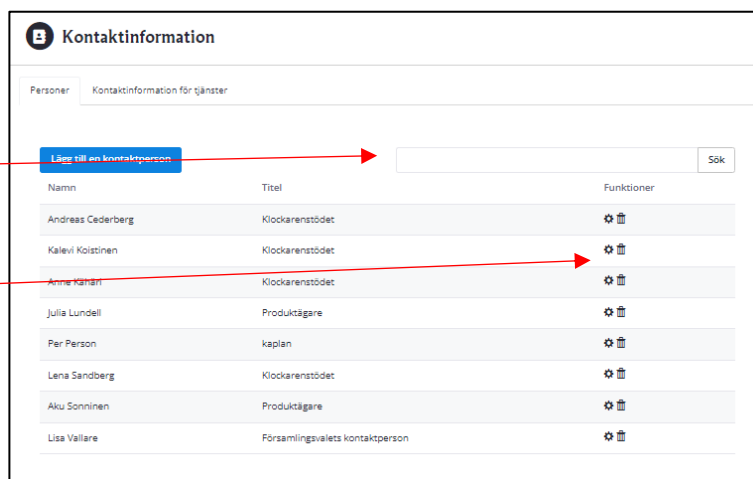 Kontaktinformation
Personer Kontaktinformation för tjänster
Lägg till en kontaktperson Sök
Namn Titel Funktioner
Andreas Cederberg Klockarenstödet
Kalevi Koistinen Klockarenstödet
Anne Kähäri Klockarenstödet
Julia Lundell Produktägare
Per Person kaplan
Lena Sandberg Klockarenstödet
Aku Sonninen Produktägare
Lisa Vallare Församlingsvalets kontaktperson